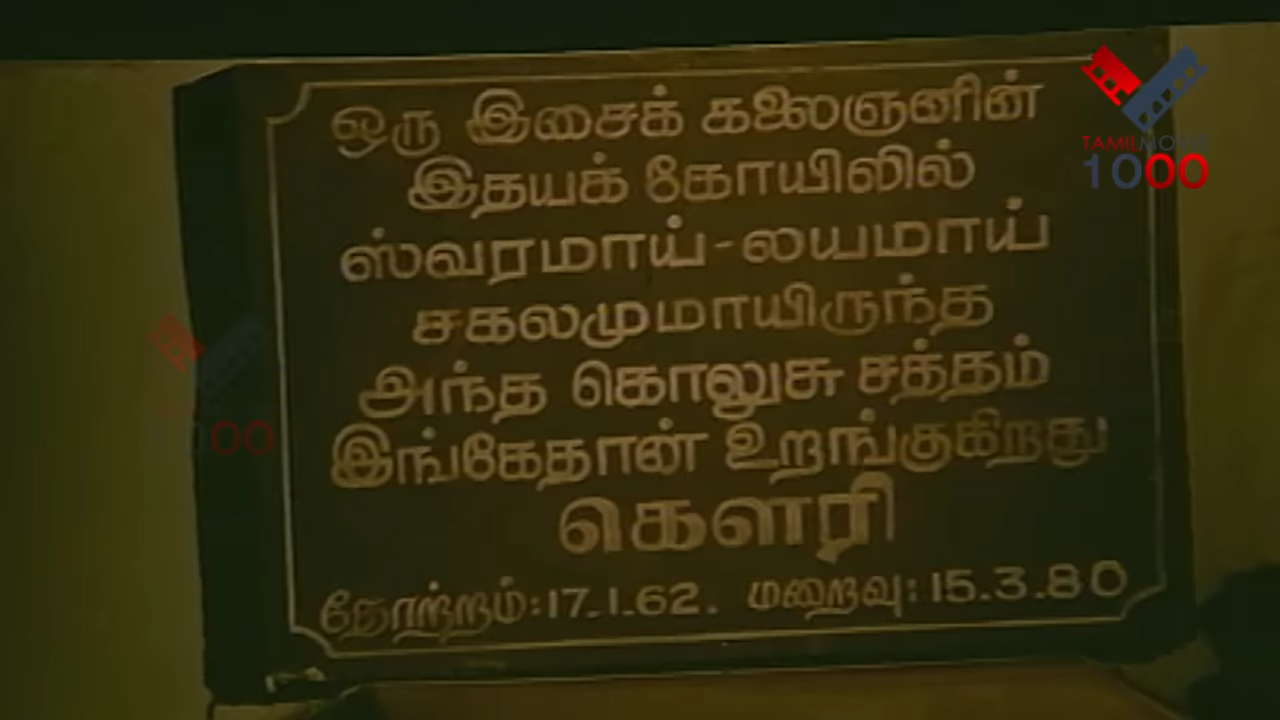 ஒரு இசைக் கலைஞனின்
இதயக் கோயிலில்
ஸ்வரமாய்-லயமாய்
சகலமுமாயிருந்த
அந்த கொலுசு சத்தம்
இங்கேதான் உறங்குகிறது
கௌரி
தோற்றம்:17.1.62. மறைவு:15.3.80
TAMILMOVIE
1000
000